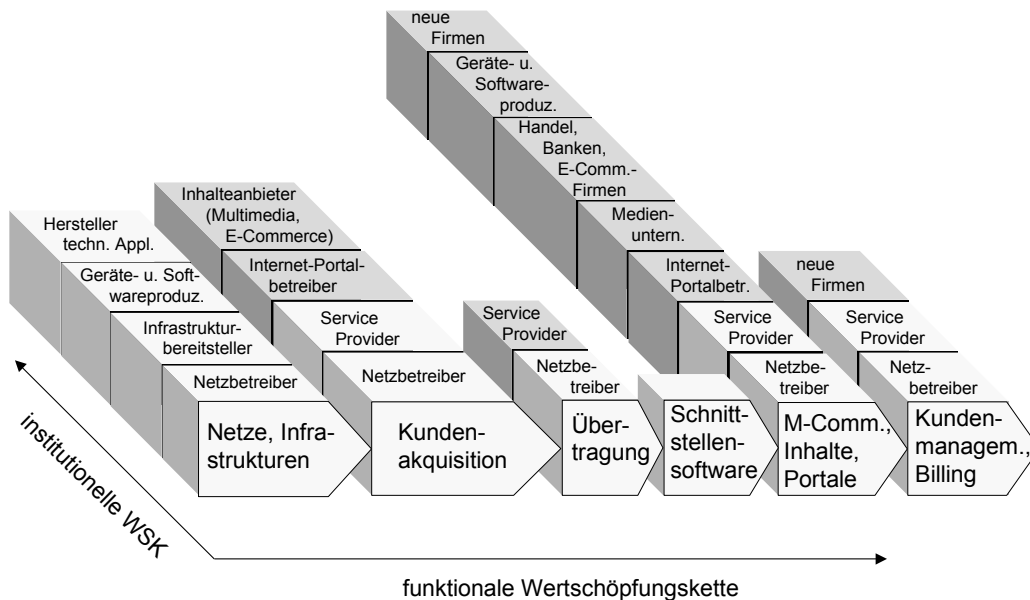 neue
Firmen
Geräte- u.
Software-
produz.
Handel,
Banken,
E-Comm.-
Firmen
Medien-
untern.
Internet-
Portalbetr.
Service
Provider
Netzbe-
treiber
M-Comm.,
Inhalte,
Portale
Hersteller
techn. Appl.
Geräte- u. Soft-
wareproduz.
Infrastruktur-
bereitsteller
Netzbetreiber
Netze, Infra-
strukturen
Inhalteanbieter
(Multimedia,
E-Commerce)
Internet-Portal-
betreiber
Service
Provider
Netzbetreiber
Kunden-
akquisition
Service
Provider
Netzbe-
treiber
Über-
tragung
Schnitt-
stellen-
software
neue
Firmen
Service
Provider
Netz-
betreiber
Kunden-
managem.,
Billing
institutionelle WSK
funktionale Wertschöpfungskette